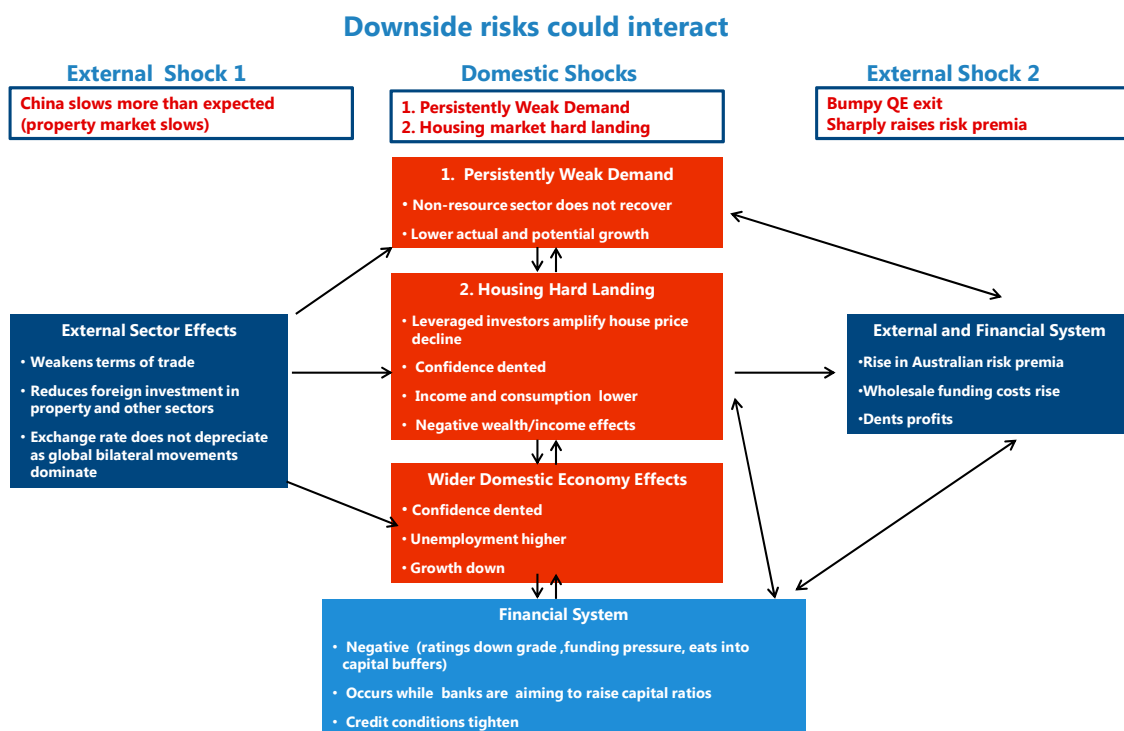 Downside risks could interact
External Shock 1
China slows more than expected
(property market slows)
Domestic Shocks
1. Persistently Weak Demand
2. Housing market hard landing
External Shock 2
Bumpy QE exit
Sharply raises risk premia
1. Persistently Weak Demand
• Non-resource sector does not recover
• Lower actual and potential growth
External Sector Effects
• Weakens terms of trade
• Reduces foreign investment in
property and other sectors
• Exchange rate does not depreciate
as global bilateral movements
dominate
2. Housing Hard Landing
• Leveraged investors amplify house price
decline
• Confidence dented
• Income and consumption lower
• Negative wealth/income effects
External and Financial System
•Rise in Australian risk premia
•Wholesale funding costs rise
•Dents profits
Wider Domestic Economy Effects
• Confidence dented
• Unemployment higher
• Growth down
Financial System
• Negative (ratings down grade ,funding pressure, eats into
capital buffers)
• Occurs while banks are aiming to raise capital ratios
• Credit conditions tighten